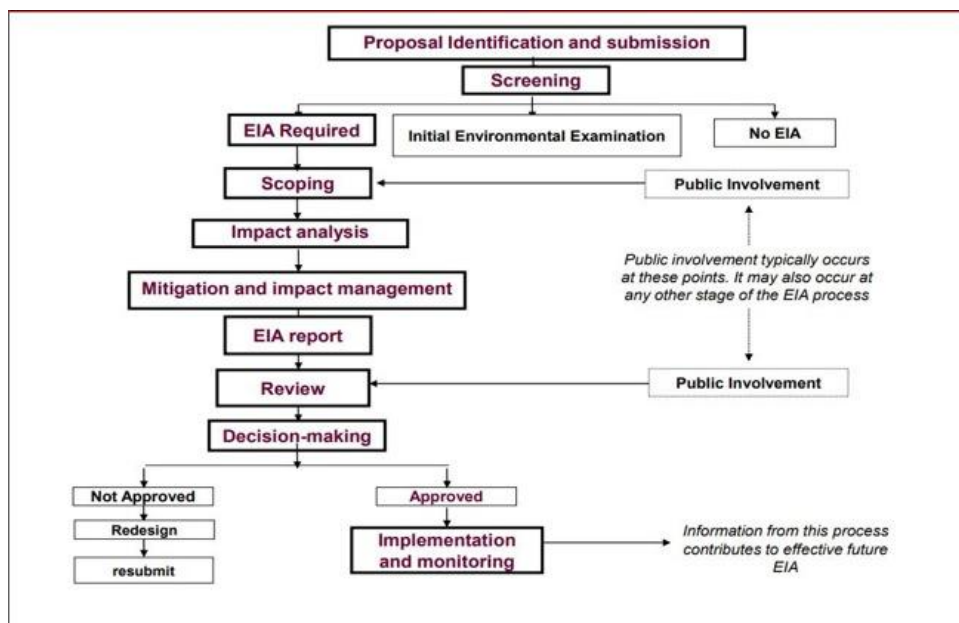 Proposal Identification and submission
Screening
EIA Required
Initial Environmental Examination
No EIA
Scoping
Public Involvement
Impact analysis
Public involvement typically occurs
at these points. It may also occur at
any other stage of the EIA process
Mitigation and impact management
EIA report
Review
Public Involvement
Decision-making
Not Approved
Approved
Redesign
resubmit
Implementation
and monitoring
Information from this process
contributes to effective future
EIA